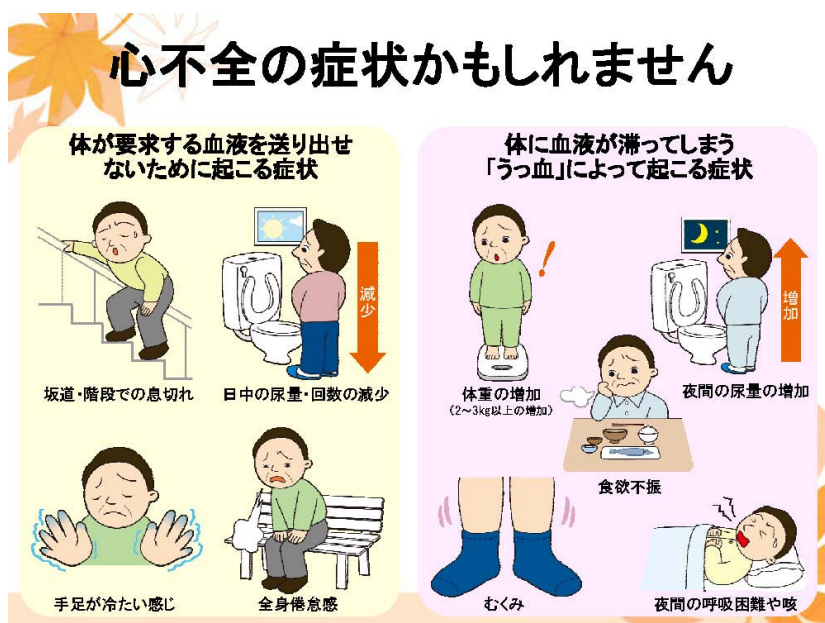 心不全の症状かもしれません
体が要求する血液を送り出せ
ないために起こる症状
減少
坂道・階段での息切れ
日中の尿量・回数の減少
手足が冷たい感じ
全身倦怠感
体に血液が滞ってしまう
「うっ血」によって起こる症状
増加
体重の増加
(2～3kg以上の増加)
夜間の尿量の増加
食欲不振
むくみ
夜間の呼吸困難や咳